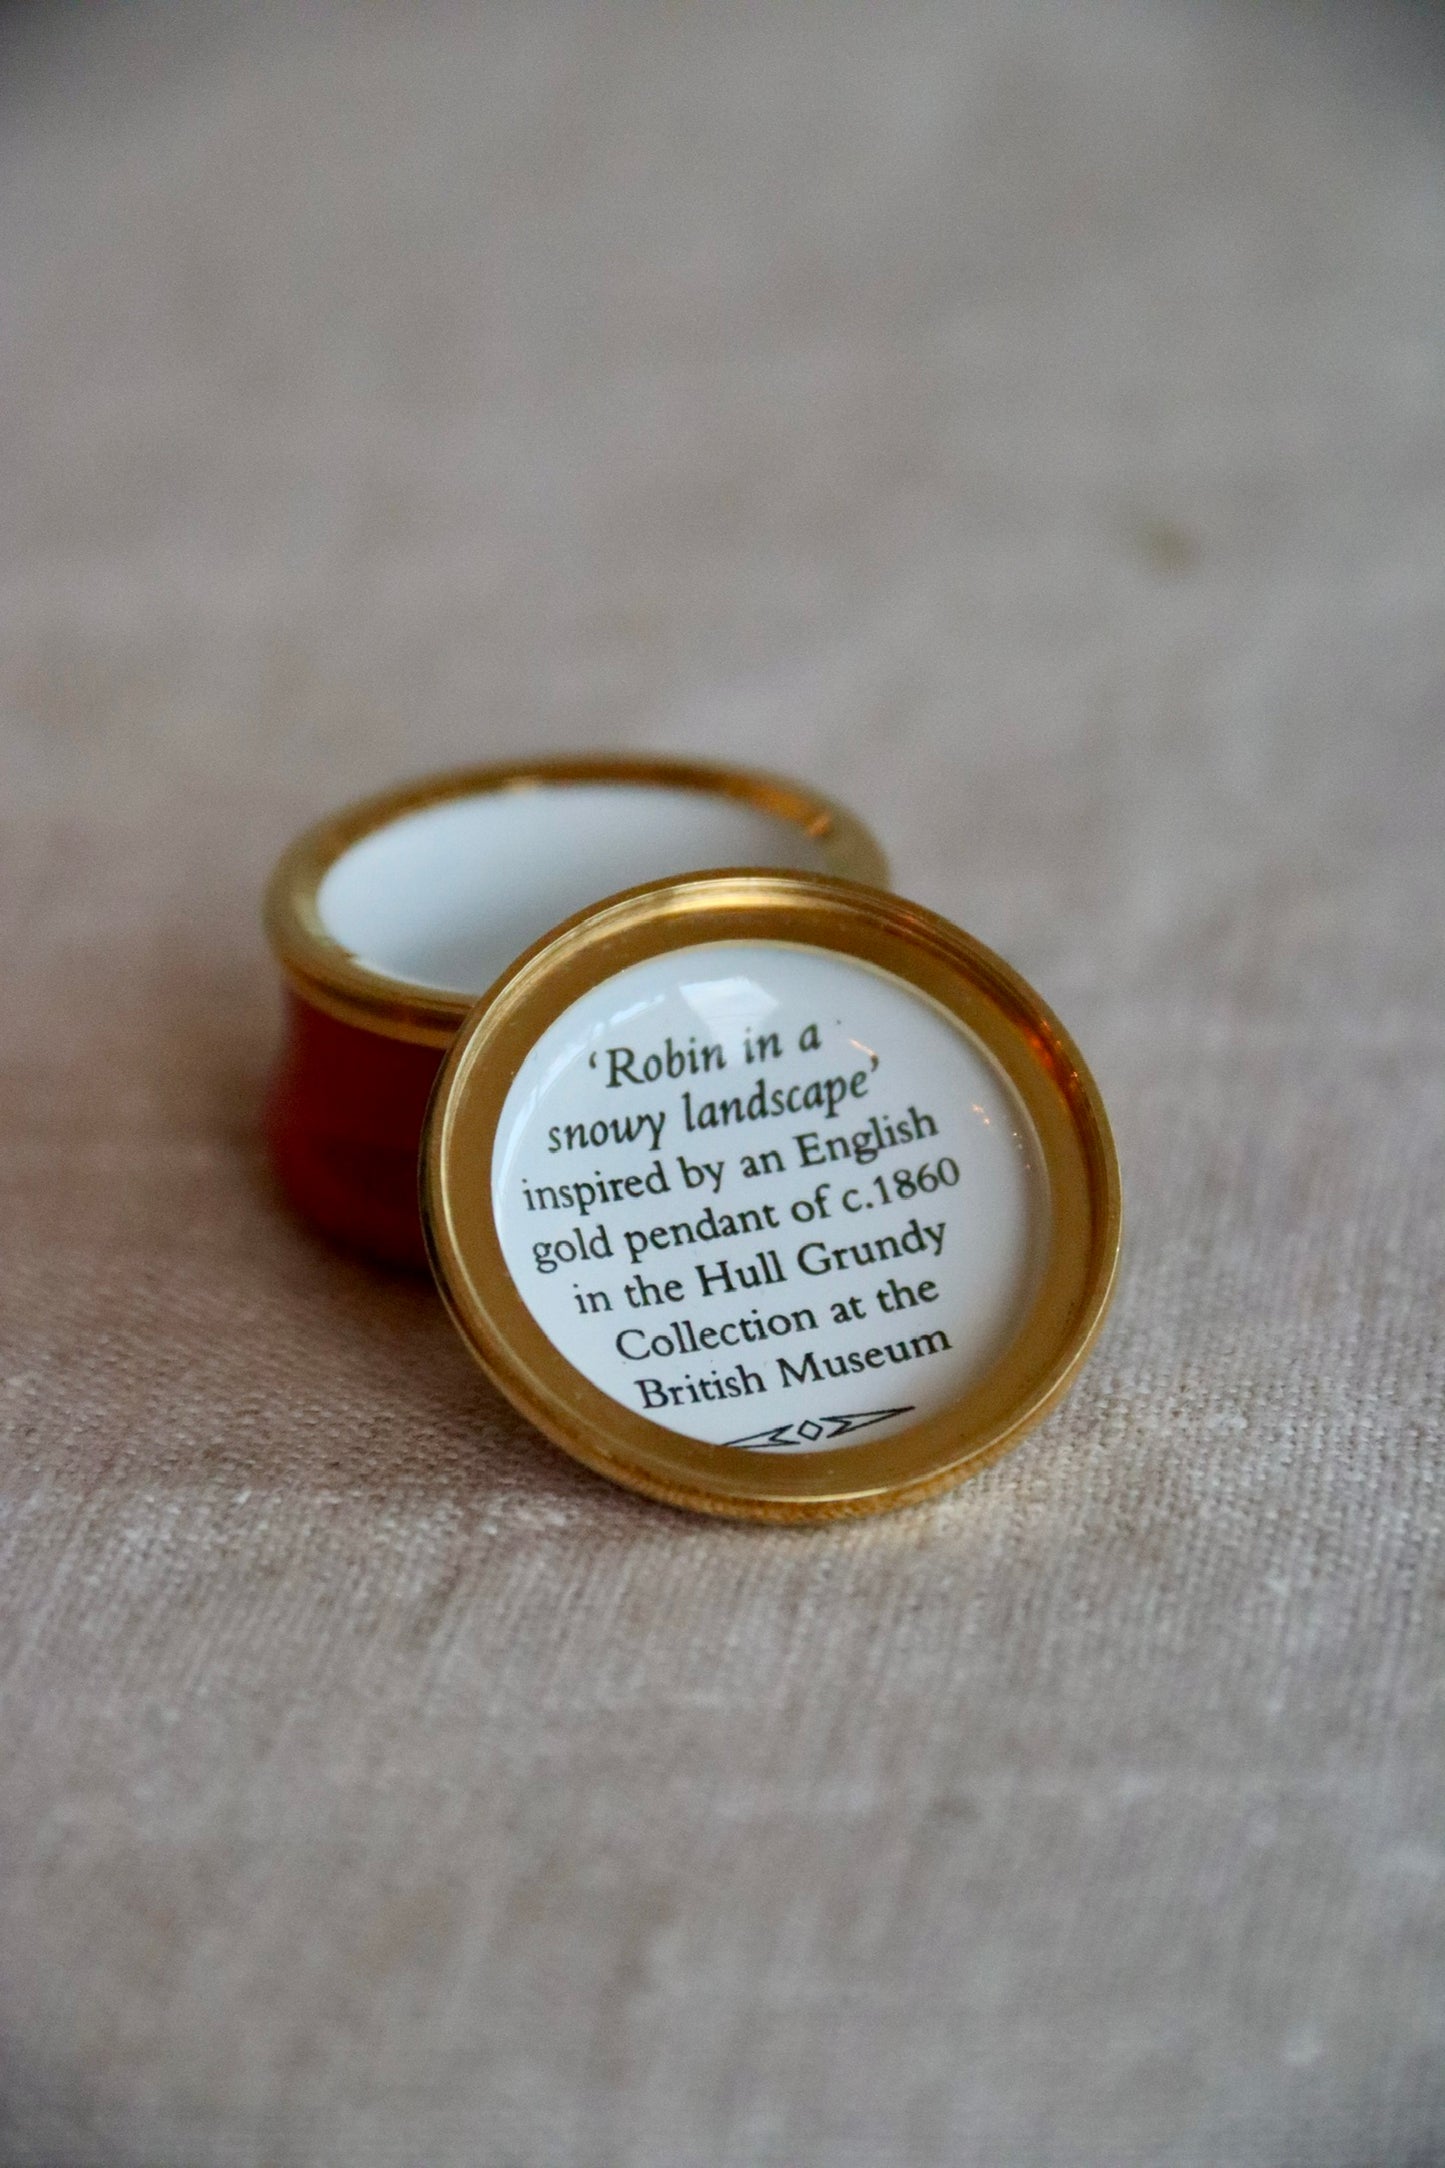 ‘Robin in a
snowy landscape’
inspired by an English
gold pendant of c.1860
in the Hull Grundy
Collection at the
British Museum